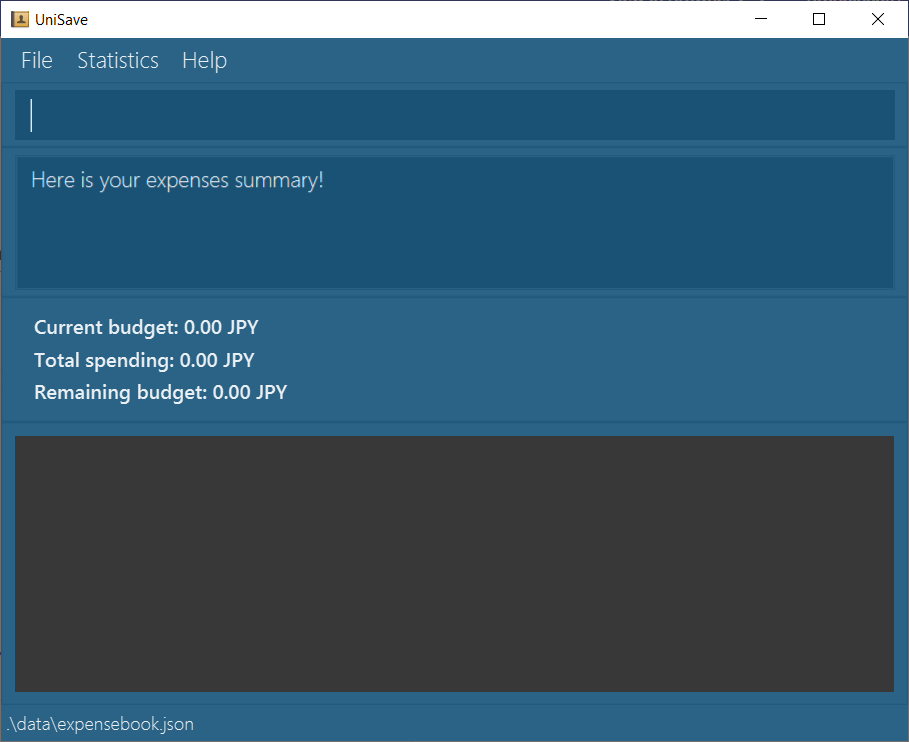 UniSave
File Statistics Help
Here is your expenses summary!
Current budget: 0.00 JPY
Total spending: 0.00 JPY
Remaining budget: 0.00 JPY
.\data\expensebook.json